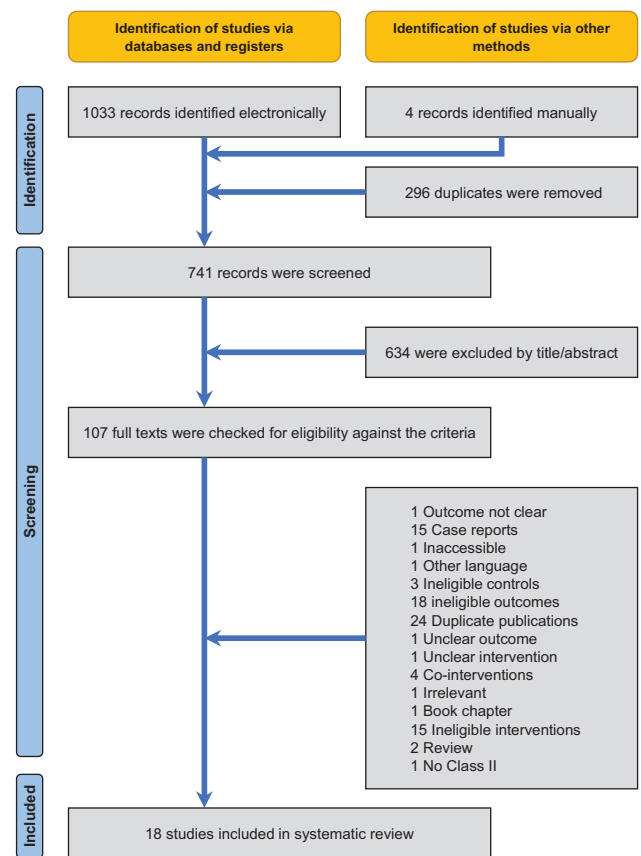 Identification of studies via
databases and registers
Identification of studies via other
methods
Identification
1033 records identified electronically
4 records identified manually
296 duplicates were removed
Screening
741 records were screened
634 were excluded by title/abstract
107 full texts were checked for eligibility against the criteria
1 Outcome not clear
15 Case reports
1 Inaccessible
1 Other language
3 Ineligible controls
18 ineligible outcomes
24 Duplicate publications
1 Unclear outcome
1 Unclear intervention
4 Co-interventions
1 Irrelevant
1 Book chapter
15 Ineligible interventions
2 Review
1 No Class II
Included
18 studies included in systematic review